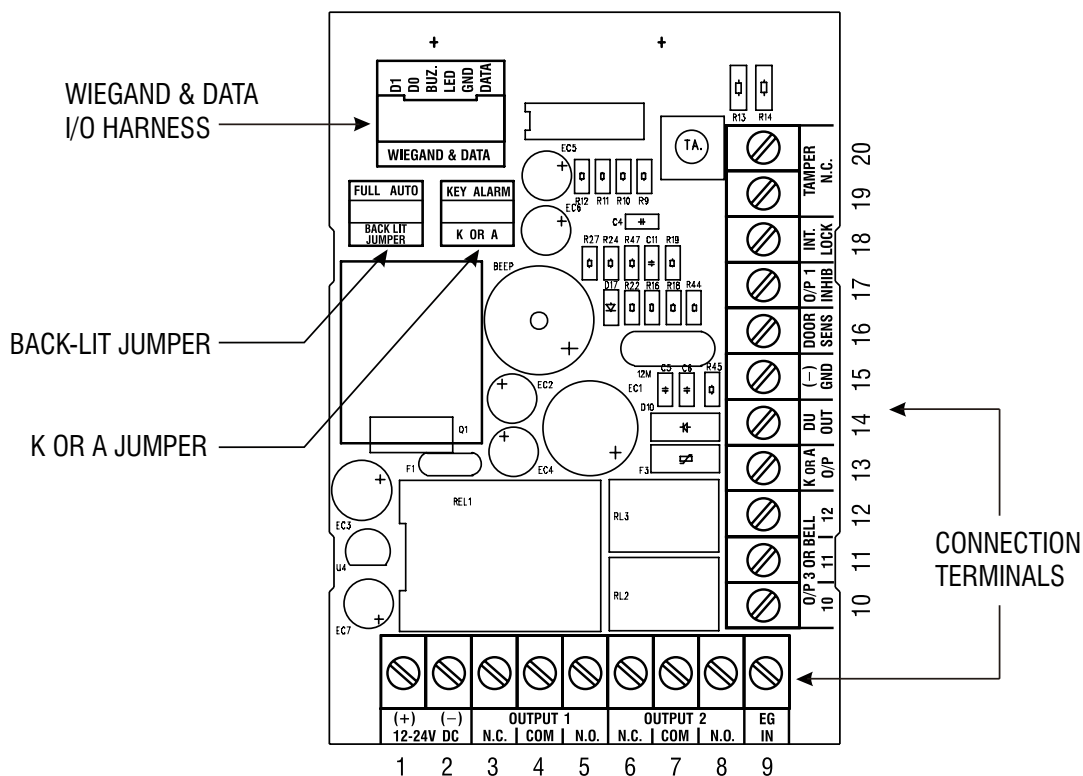 WIEGAND & DATA
I/O HARNESS
D1
D0
BUZ.
LED
GND
DATA
WIEGAND & DATA
FULL AUTO
BACK LIT
JUMPER
KEY ALARM
K OR A
BACK-LIT JUMPER
K OR A JUMPER
R13
R14
TA.
EC5
R12
R11
R10
R9
EC6
C4
R27
R24
R47
C11
R19
BEEP
D17
R22
R16
R18
R44
12M
C5
C6
R45
EC2
EC1
D10
Q1
EC4
F1
F3
REL1
RL3
EC3
U4
RL2
EC7
TAMPER
N.C.
20
19
INT.
LOCK
18
O/P 1
INHIB
17
DOOR
SENS
16
(–)
GND
15
DU
OUT
14
K OR A
O/P
13
O/P 3 OR BELL
12
11
10
12
11
10
CONNECTION
TERMINALS
(+) (–)
12-24V DC
OUTPUT 1
N.C. COM N.O.
OUTPUT 2
N.C. COM N.O.
EG
IN
1 2 3 4 5 6 7 8 9